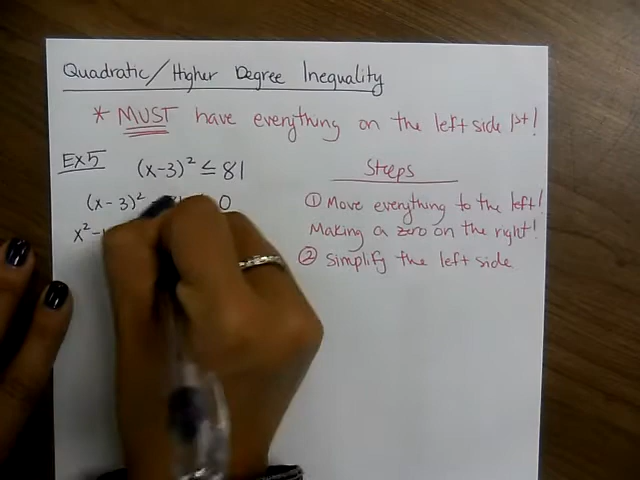 Quadratic/Higher Degree Inequality
* MUST have everything on the left side 1st!
Ex5 (x-3)² ≤ 81
(x-3)² 0
x² -
Steps
① Move everything to the left!
Making a zero on the right!
② Simplify the left side